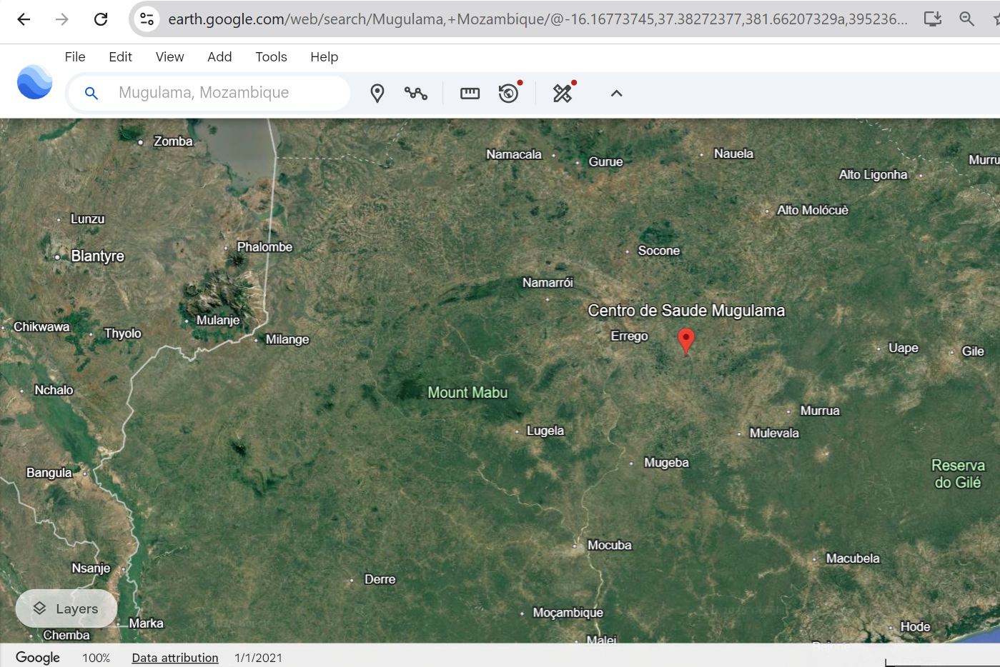 earth.google.com/web/search/Mugulama,+Mozambique/@-16.16773745,37.38272377,381.66207329a,395236...
File Edit View Add Tools Help
Mugulama, Mozambique
Zomba
Namacala
Gurue
Nauela
Murru
Alto Ligonha
Alto Molócuè
Lunzu
Phalombe
Blantyre
Socone
Namarrói
Centro de Saude Mugulama
Mulanje
Chikwawa
Thyolo
Milange
Errego
Uape
Gile
Nchalo
Mount Mabu
Murrua
Lugela
Mulevala
Mugeba
Bangula
Reserva
do Gilé
Mocuba
Macubela
Nsanje
Derre
Layers
Moçambique
Marka
Hode
Chemba
Malei
Google 100% Data attribution 1/1/2021